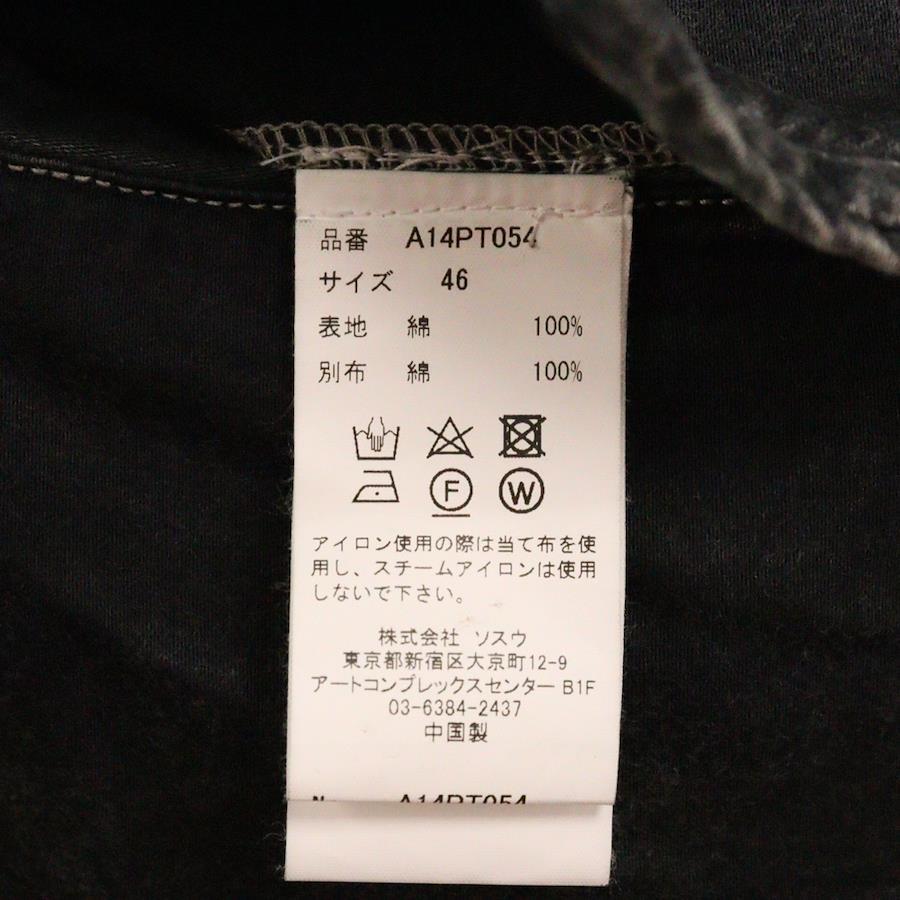 品番 A14PT054
サイズ 46
表地 綿 100%
別布 綿 100%
F W
アイロン使用の際は当て布を使
用し、スチームアイロンは使用
しないで下さい。
株式会社 ソスウ
東京都新宿区大京町12-9
アートコンプレックスセンター B1F
03-6384-2437
中国製
A14PT054